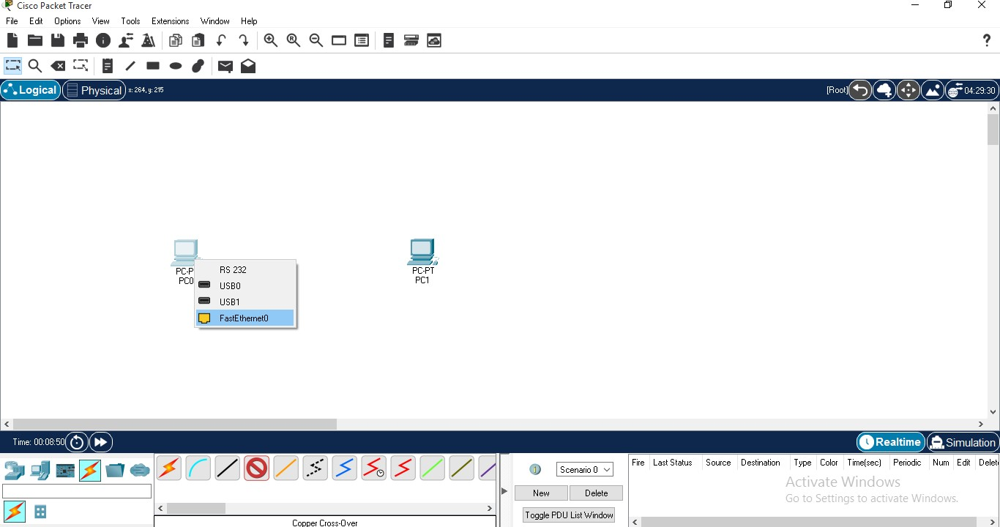 Cisco Packet Tracer
File Edit Options View Tools Extensions Window Help
?
Logical Physical x: 264, y: 215 [Root] 04:29:30
PC-P
PC0
RS 232
USB0
USB1
FastEthernet0
PC-PT
PC1
Time: 00:08:50 Realtime Simulation
Scenario 0
New Delete
Toggle PDU List Window
Fire Last Status Source Destination Type Color Time(sec) Periodic Num Edit Delet
Activate Windows
Go to Settings to activate Windows.
Copper Cross-Over